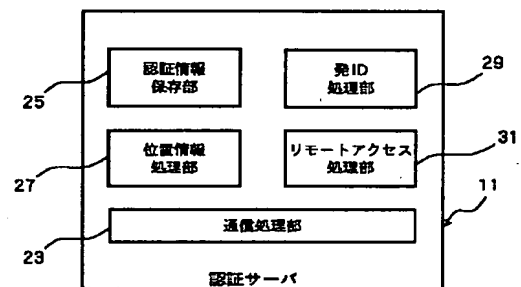 認証情報
保存部
25
発ID
処理部
29
位置情報
処理部
27
リモートアクセス
処理部
31
11
通信処理部
23
認証サーバ